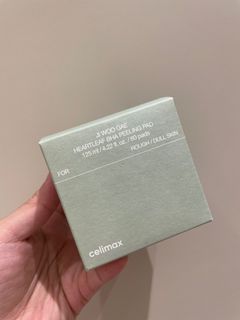 JI WOO GAE
HEARTLEAF BHA PEELING PAD
125 ml / 4.22 fl. oz. / 60 pads
FOR
ROUGH / DULL SKIN
celimax